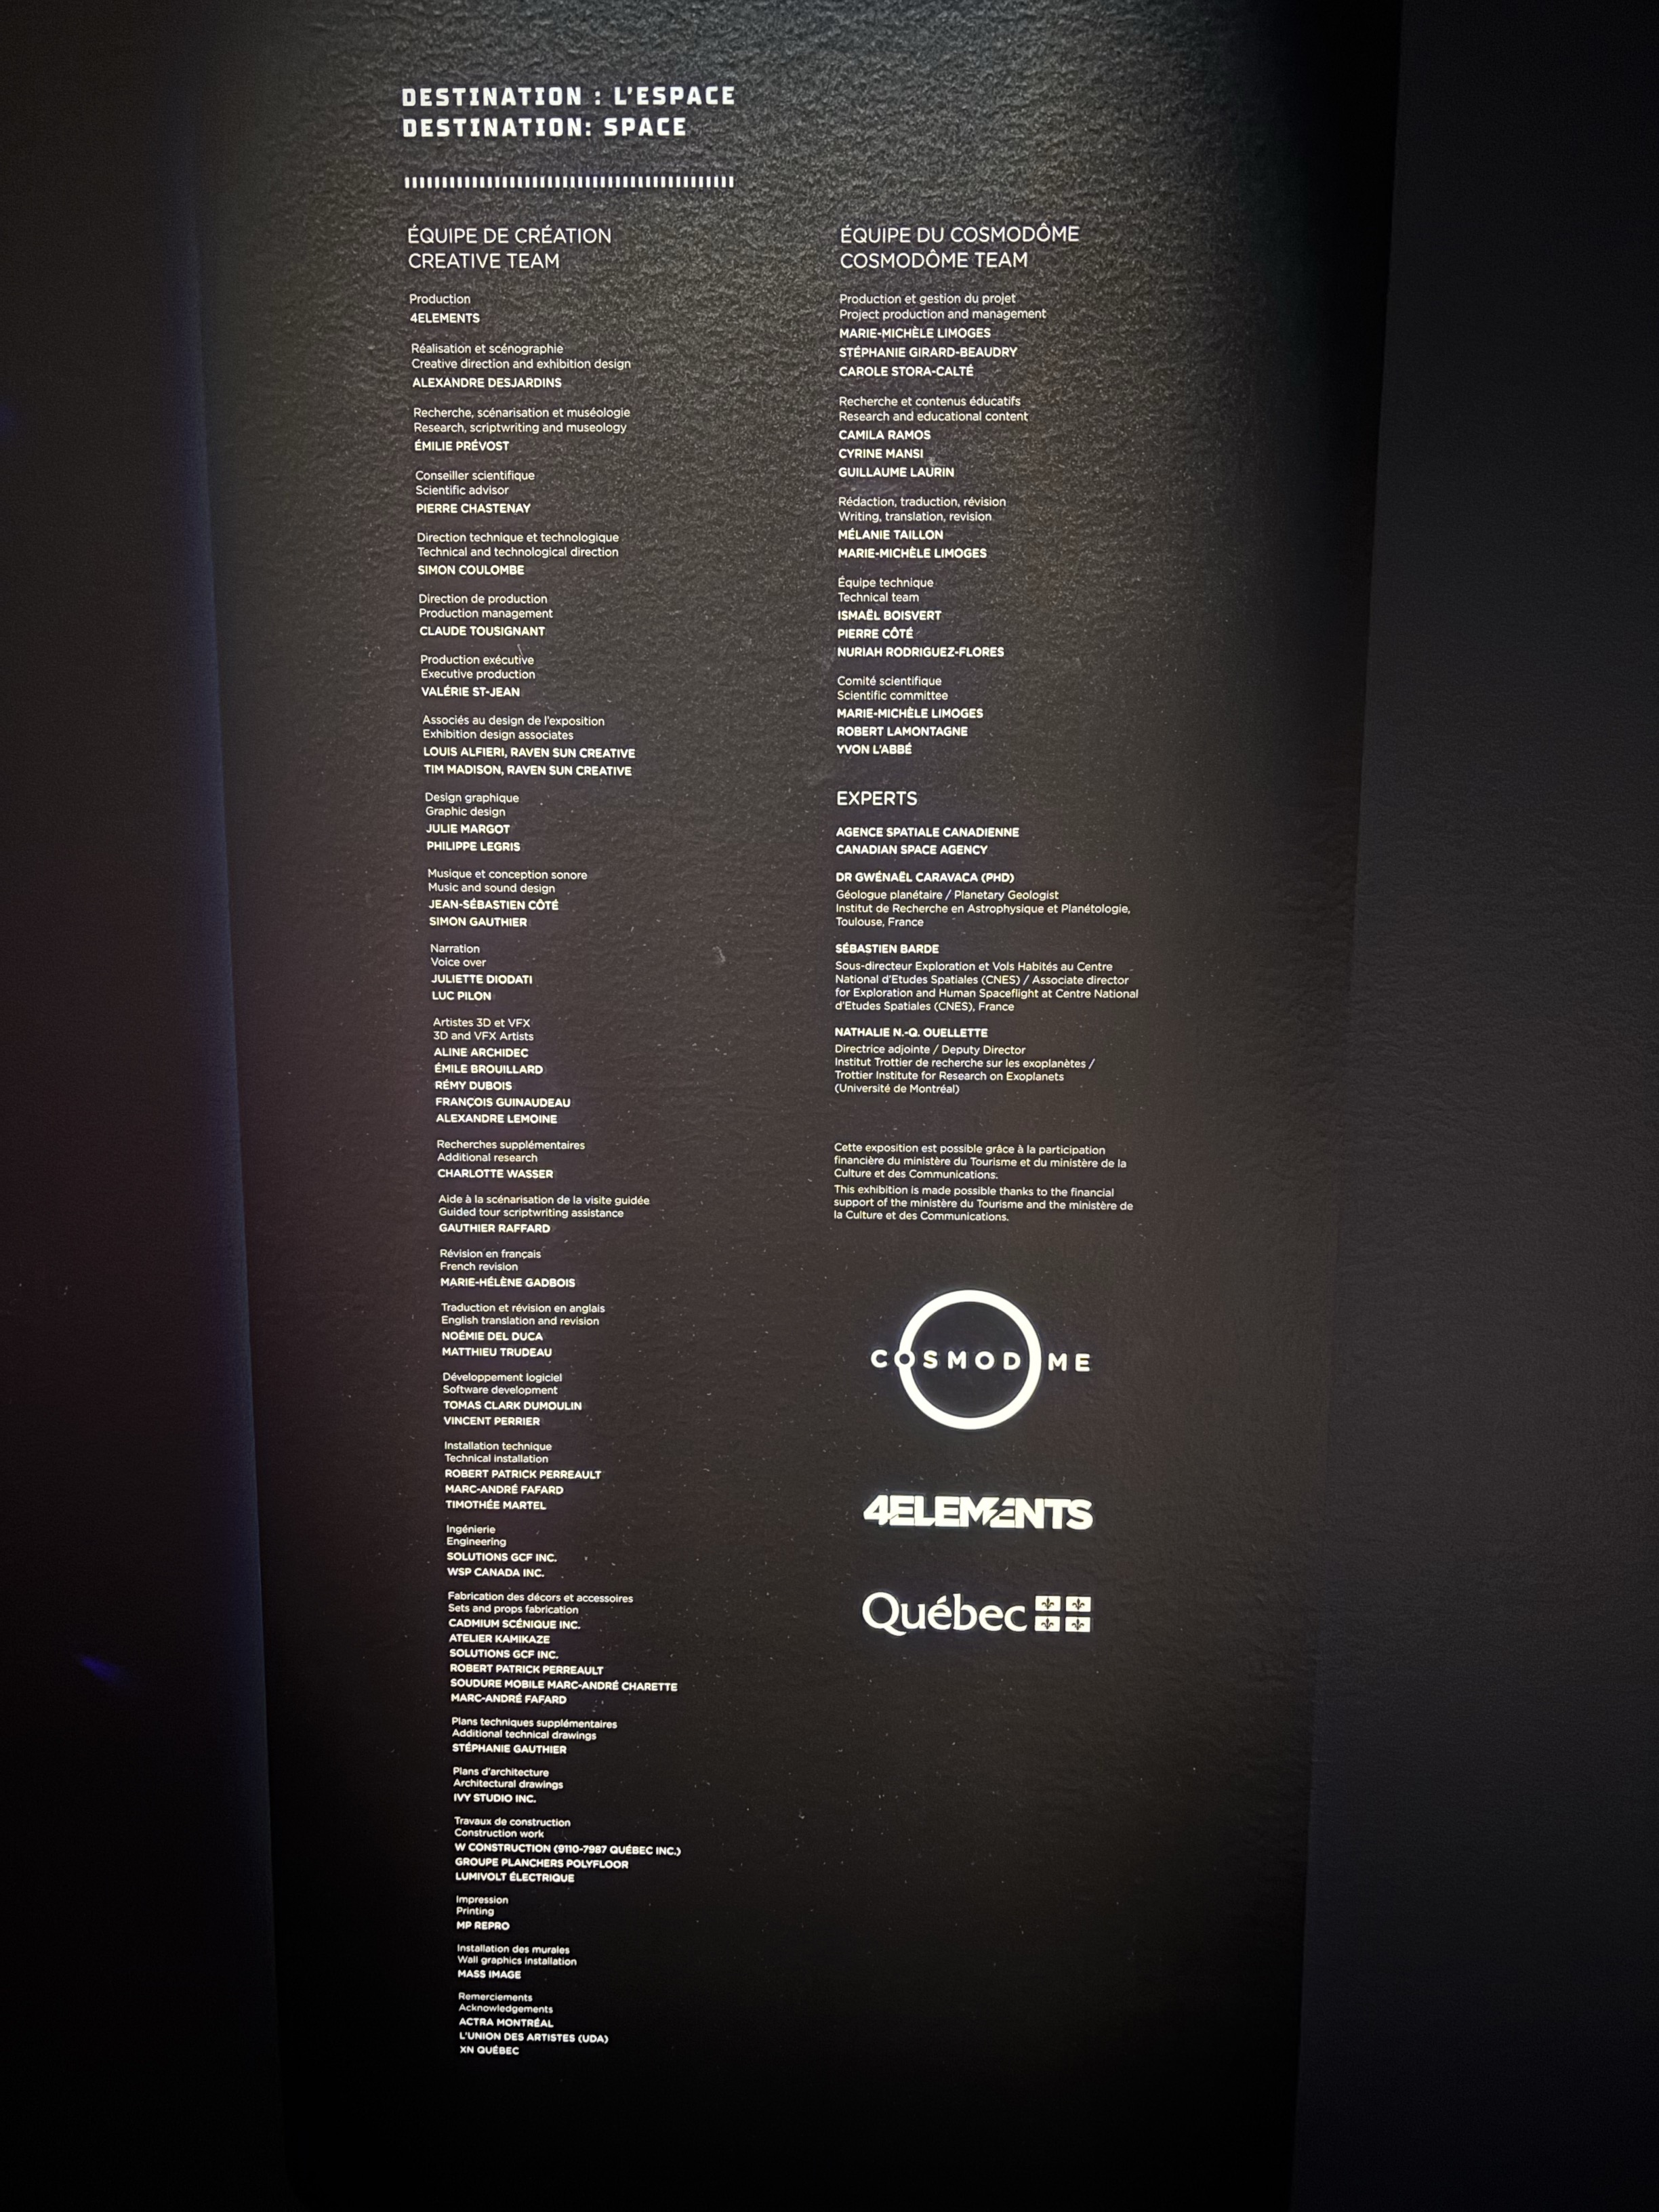 DESTINATION : L'ESPACE
DESTINATION: SPACE
ÉQUIPE DE CRÉATION
CREATIVE TEAM
Production
4ELEMENTS
Réalisation et scénographie
Creative direction and exhibition design
ALEXANDRE DESJARDINS
Recherche, scénarisation et muséologie
Research, scriptwriting and museology
ÉMILIE PRÉVOST
Conseiller scientifique
Scientific advisor
PIERRE CHASTENAY
Direction technique et technologique
Technical and technological direction
SIMON COULOMBE
Direction de production
Production management
CLAUDE TOUSIGNANT
Production exécutive
Executive production
VALÉRIE ST-JEAN
Associés au design de l'exposition
Exhibition design associates
LOUIS ALFIERI, RAVEN SUN CREATIVE
TIM MADISON, RAVEN SUN CREATIVE
Design graphique
Graphic design
JULIE MARGOT
PHILIPPE LEGRIS
Musique et conception sonore
Music and sound design
JEAN-SÉBASTIEN CÔTÉ
SIMON GAUTHIER
Narration
Voice over
JULIETTE DIODATI
LUC PILON
Artistes 3D et VFX
3D and VFX Artists
ALINE ARCHIDEC
ÉMILE BROUILLARD
RÉMY DUBOIS
FRANÇOIS GUINAUDEAU
ALEXANDRE LEMOINE
Recherches supplémentaires
Additional research
CHARLOTTE WASSER
Aide à la scénarisation de la visite guidée
Guided tour scriptwriting assistance
GAUTHIER RAFFARD
Révision en français
French revision
MARIE-HÉLÈNE GADBOIS
Traduction et révision en anglais
English translation and revision
NOÉMIE DEL DUCA
MATTHIEU TRUDEAU
Développement logiciel
Software development
TOMAS CLARK DUMOULIN
VINCENT PERRIER
Installation technique
Technical installation
ROBERT PATRICK PERREAULT
MARC-ANDRÉ FAFARD
TIMOTHÉE MARTEL
Ingénierie
Engineering
SOLUTIONS GCF INC.
WSP CANADA INC.
Fabrication des décors et accessoires
Sets and props fabrication
CADMIUM SCÉNIQUE INC.
ATELIER KAMIKAZE
SOLUTIONS GCF INC.
ROBERT PATRICK PERREAULT
SOUDURE MOBILE MARC-ANDRÉ CHARETTE
MARC-ANDRÉ FAFARD
Plans techniques supplémentaires
Additional technical drawings
STÉPHANIE GAUTHIER
Plans d'architecture
Architectural drawings
IVY STUDIO INC.
Travaux de construction
Construction work
W CONSTRUCTION (9110-7987 QUÉBEC INC.)
GROUPE PLANCHERS POLYFLOOR
LUMIVOLT ÉLECTRIQUE
Impression
Printing
MP REPRO
Installation des murales
Wall graphics installation
MASS IMAGE
Remerciements
Acknowledgements
ACTRA MONTRÉAL
L'UNION DES ARTISTES (UDA)
XN QUÉBEC
ÉQUIPE DU COSMODÔME
COSMODÔME TEAM
Production et gestion du projet
Project production and management
MARIE-MICHÈLE LIMOGES
STÉPHANIE GIRARD-BEAUDRY
CAROLE STORA-CALTÉ
Recherche et contenus éducatifs
Research and educational content
CAMILA RAMOS
CYRINE MANSI
GUILLAUME LAURIN
Rédaction, traduction, révision
Writing, translation, revision
MÉLANIE TAILLON
MARIE-MICHÈLE LIMOGES
Équipe technique
Technical team
ISMAËL BOISVERT
PIERRE CÔTÉ
NURIAH RODRIGUEZ-FLORES
Comité scientifique
Scientific committee
MARIE-MICHÈLE LIMOGES
ROBERT LAMONTAGNE
YVON L'ABBÉ
EXPERTS
AGENCE SPATIALE CANADIENNE
CANADIAN SPACE AGENCY
DR GWÉNAËL CARAVACA (PHD)
Géologue planétaire / Planetary Geologist
Institut de Recherche en Astrophysique et Planétologie,
Toulouse, France
SÉBASTIEN BARDE
Sous-directeur Exploration et Vols Habités au Centre
National d'Etudes Spatiales (CNES) / Associate director
for Exploration and Human Spaceflight at Centre National
d'Etudes Spatiales (CNES), France
NATHALIE N.-Q. OUELLETTE
Directrice adjointe / Deputy Director
Institut Trottier de recherche sur les exoplanètes /
Trottier Institute for Research on Exoplanets
(Université de Montréal)
Cette exposition est possible grâce à la participation
financière du ministère du Tourisme et du ministère de la
Culture et des Communications.
This exhibition is made possible thanks to the financial
support of the ministère du Tourisme and the ministère de
la Culture et des Communications.
COSMODOME
4ELEMENTS
Québec